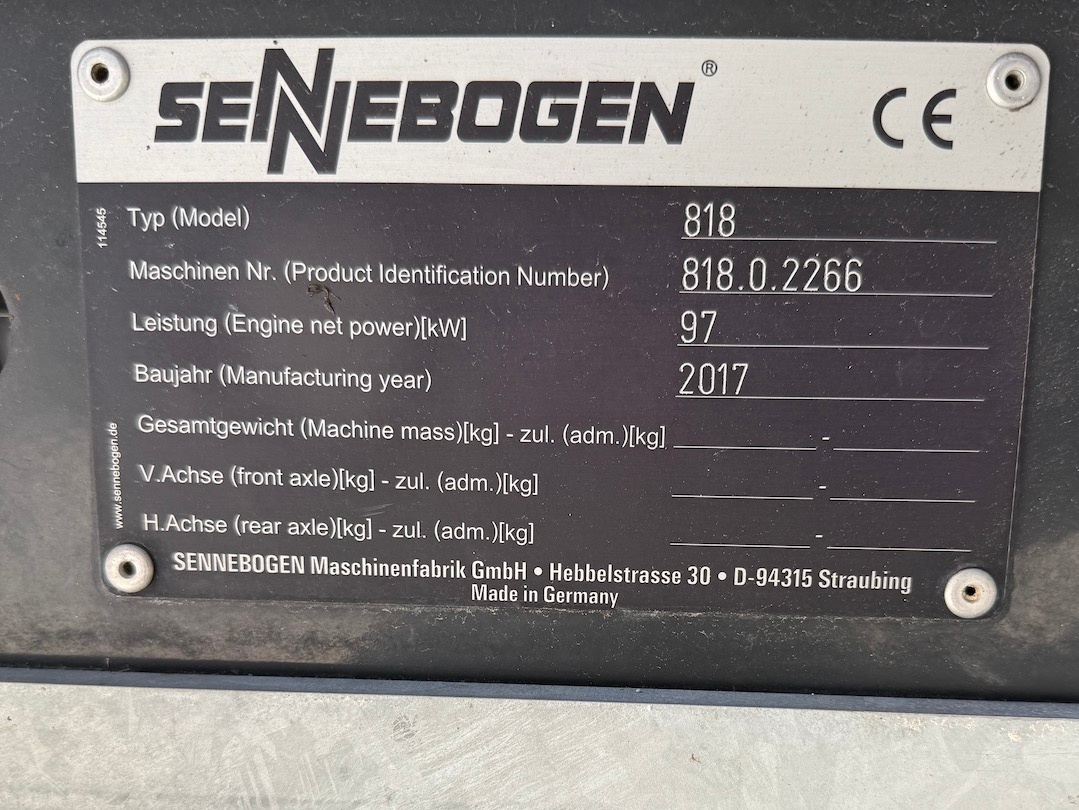 SENNEBOGEN®
CE
114545
Typ (Model) 818
Maschinen Nr. (Product Identification Number) 818.0.2266
Leistung (Engine net power)[kW] 97
Baujahr (Manufacturing year) 2017
Gesamtgewicht (Machine mass)[kg] - zul. (adm.)[kg] -
V.Achse (front axle)[kg] - zul. (adm.)[kg] -
H.Achse (rear axle)[kg] - zul. (adm.)[kg] -
www.sennebogen.de
SENNEBOGEN Maschinenfabrik GmbH • Hebbelstrasse 30 • D-94315 Straubing
Made in Germany